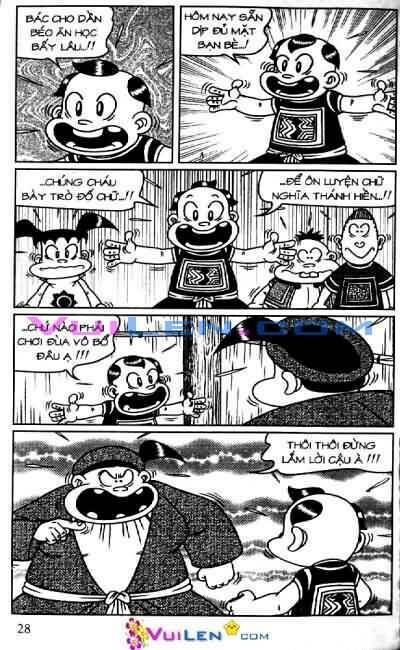 BÁC CHO DẦN
BÉO ĂN HỌC
BẤY LÂU..!!
HÔM NAY SẴN
DỊP ĐỦ MẶT
BẠN BÈ..!
..CHÚNG CHÁU
BÀY TRÒ ĐỐ CHỮ...
..ĐỂ ÔN LUYỆN CHỮ
NGHĨA THÁNH HIỀN...
VuiLen.com
..CHỨ NÀO PHẢI
CHƠI ĐÙA VÔ BỔ
ĐÂU Ạ !!!
THÔI THÔI ĐỪNG
LẮM LỜI CẬU À !!!
28
VuiLen.com